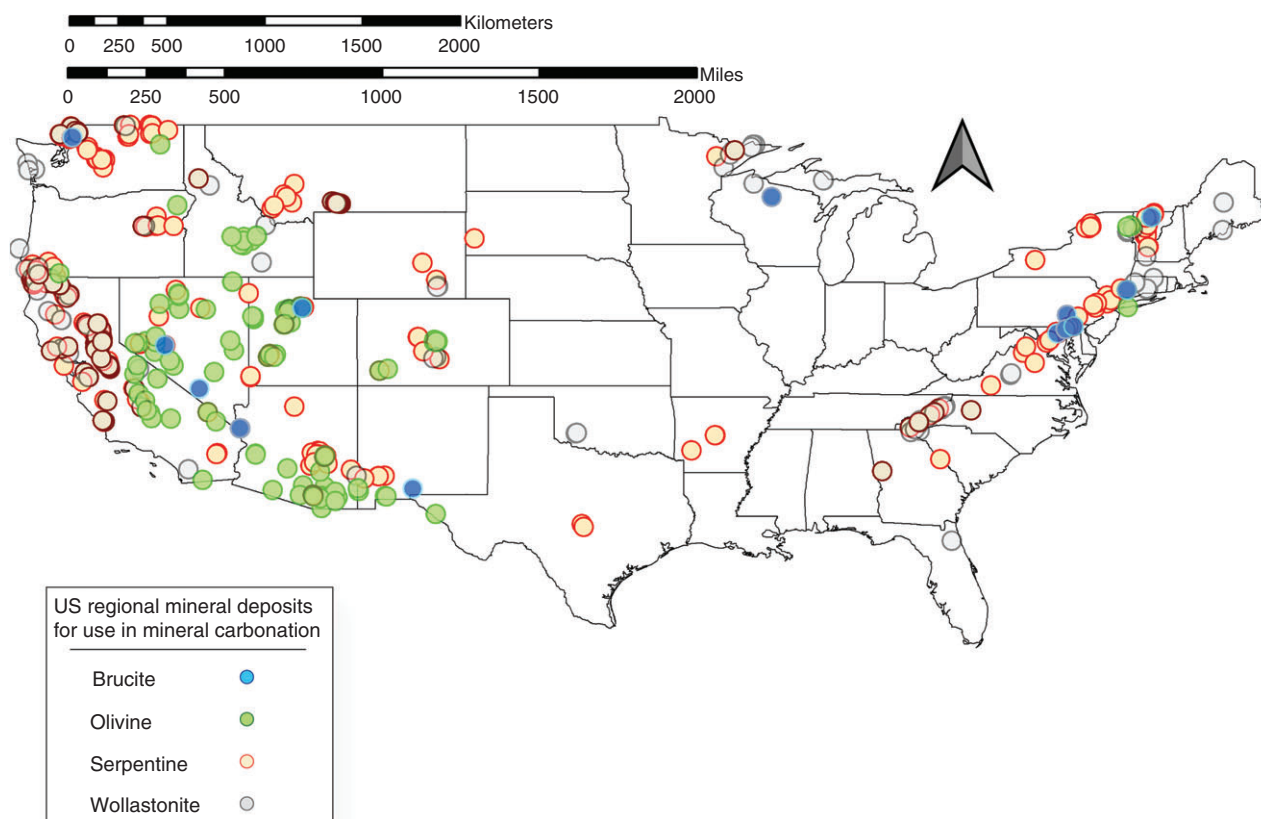 Kilometers
0 250 500 1000 1500 2000
Miles
0 250 500 1000 1500 2000
US regional mineral deposits
for use in mineral carbonation
Brucite
Olivine
Serpentine
Wollastonite